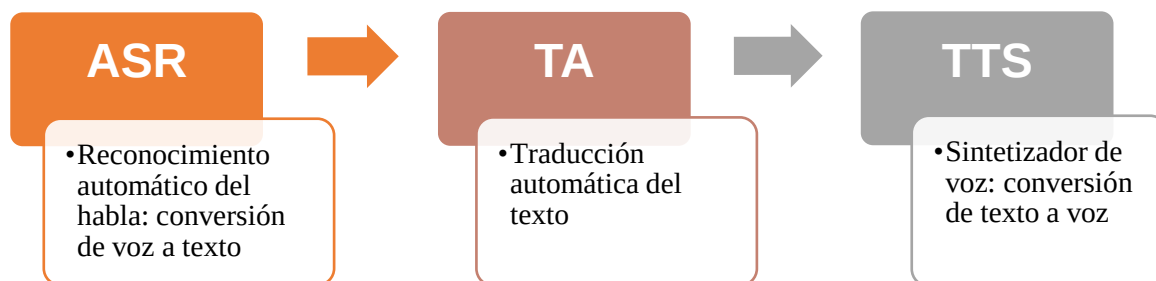 ASR
•Reconocimiento
automático del
habla: conversión
de voz a texto
TA
•Traducción
automática del
texto
TTS
•Sintetizador de
voz: conversión
de texto a voz